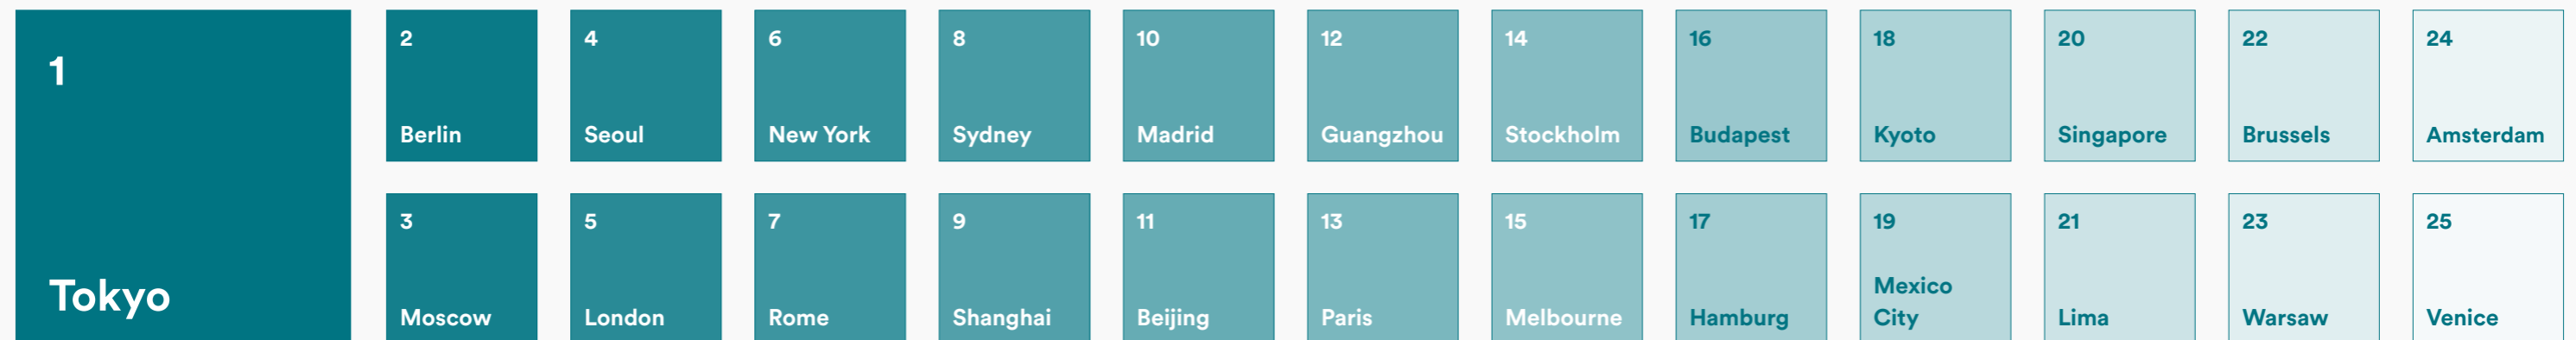 1
Tokyo
2
Berlin
3
Moscow
4
Seoul
5
London
6
New York
7
Rome
8
Sydney
9
Shanghai
10
Madrid
11
Beijing
12
Guangzhou
13
Paris
14
Stockholm
15
Melbourne
16
Budapest
17
Hamburg
18
Kyoto
19
Mexico
City
20
Singapore
21
Lima
22
Brussels
23
Warsaw
24
Amsterdam
25
Venice